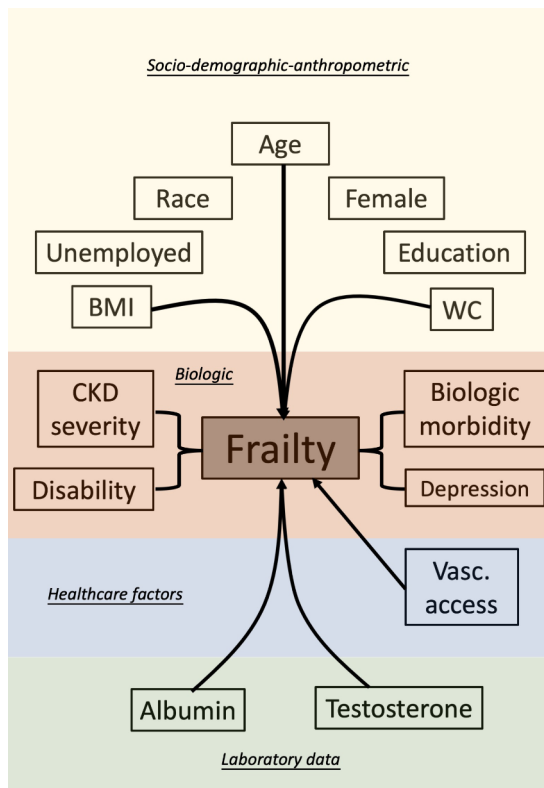 Socio-demographic-anthropometric
Age
Race
Female
Unemployed
Education
BMI
WC
Biologic
CKD
severity
Biologic
morbidity
Frailty
Disability
Depression
Healthcare factors
Vasc.
access
Albumin
Testosterone
Laboratory data